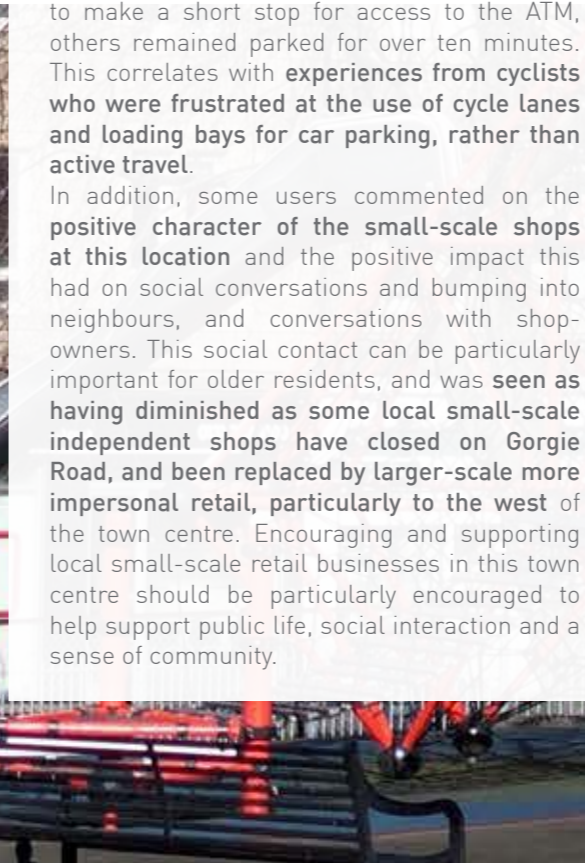 to make a short stop for access to the ATM,
others remained parked for over ten minutes.
This correlates with experiences from cyclists
who were frustrated at the use of cycle lanes
and loading bays for car parking, rather than
active travel.
In addition, some users commented on the
positive character of the small-scale shops
at this location and the positive impact this
had on social conversations and bumping into
neighbours, and conversations with shop-
owners. This social contact can be particularly
important for older residents, and was seen as
having diminished as some local small-scale
independent shops have closed on Gorgie
Road, and been replaced by larger-scale more
impersonal retail, particularly to the west of
the town centre. Encouraging and supporting
local small-scale retail businesses in this town
centre should be particularly encouraged to
help support public life, social interaction and a
sense of community.